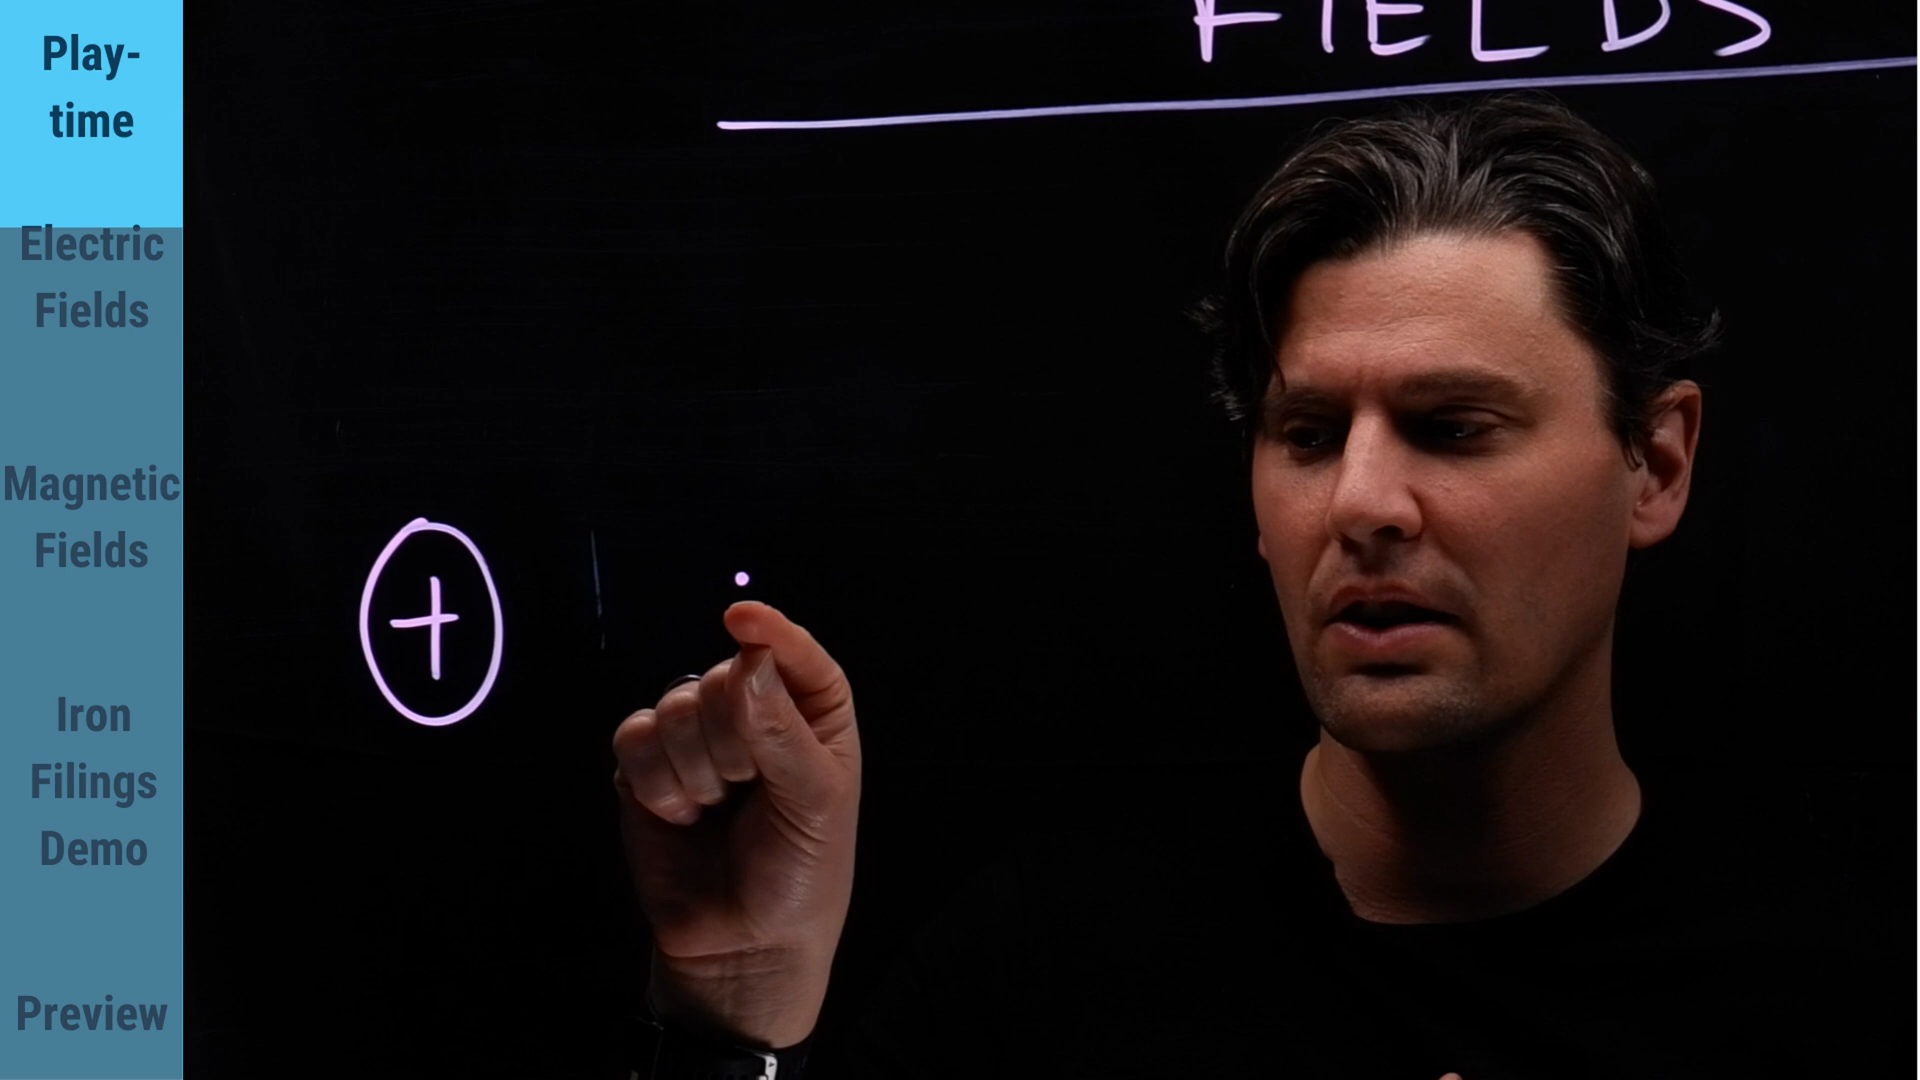 Play-
time
Electric
Fields
Magnetic
Fields
Iron
Filings
Demo
Preview
FIELDS
+